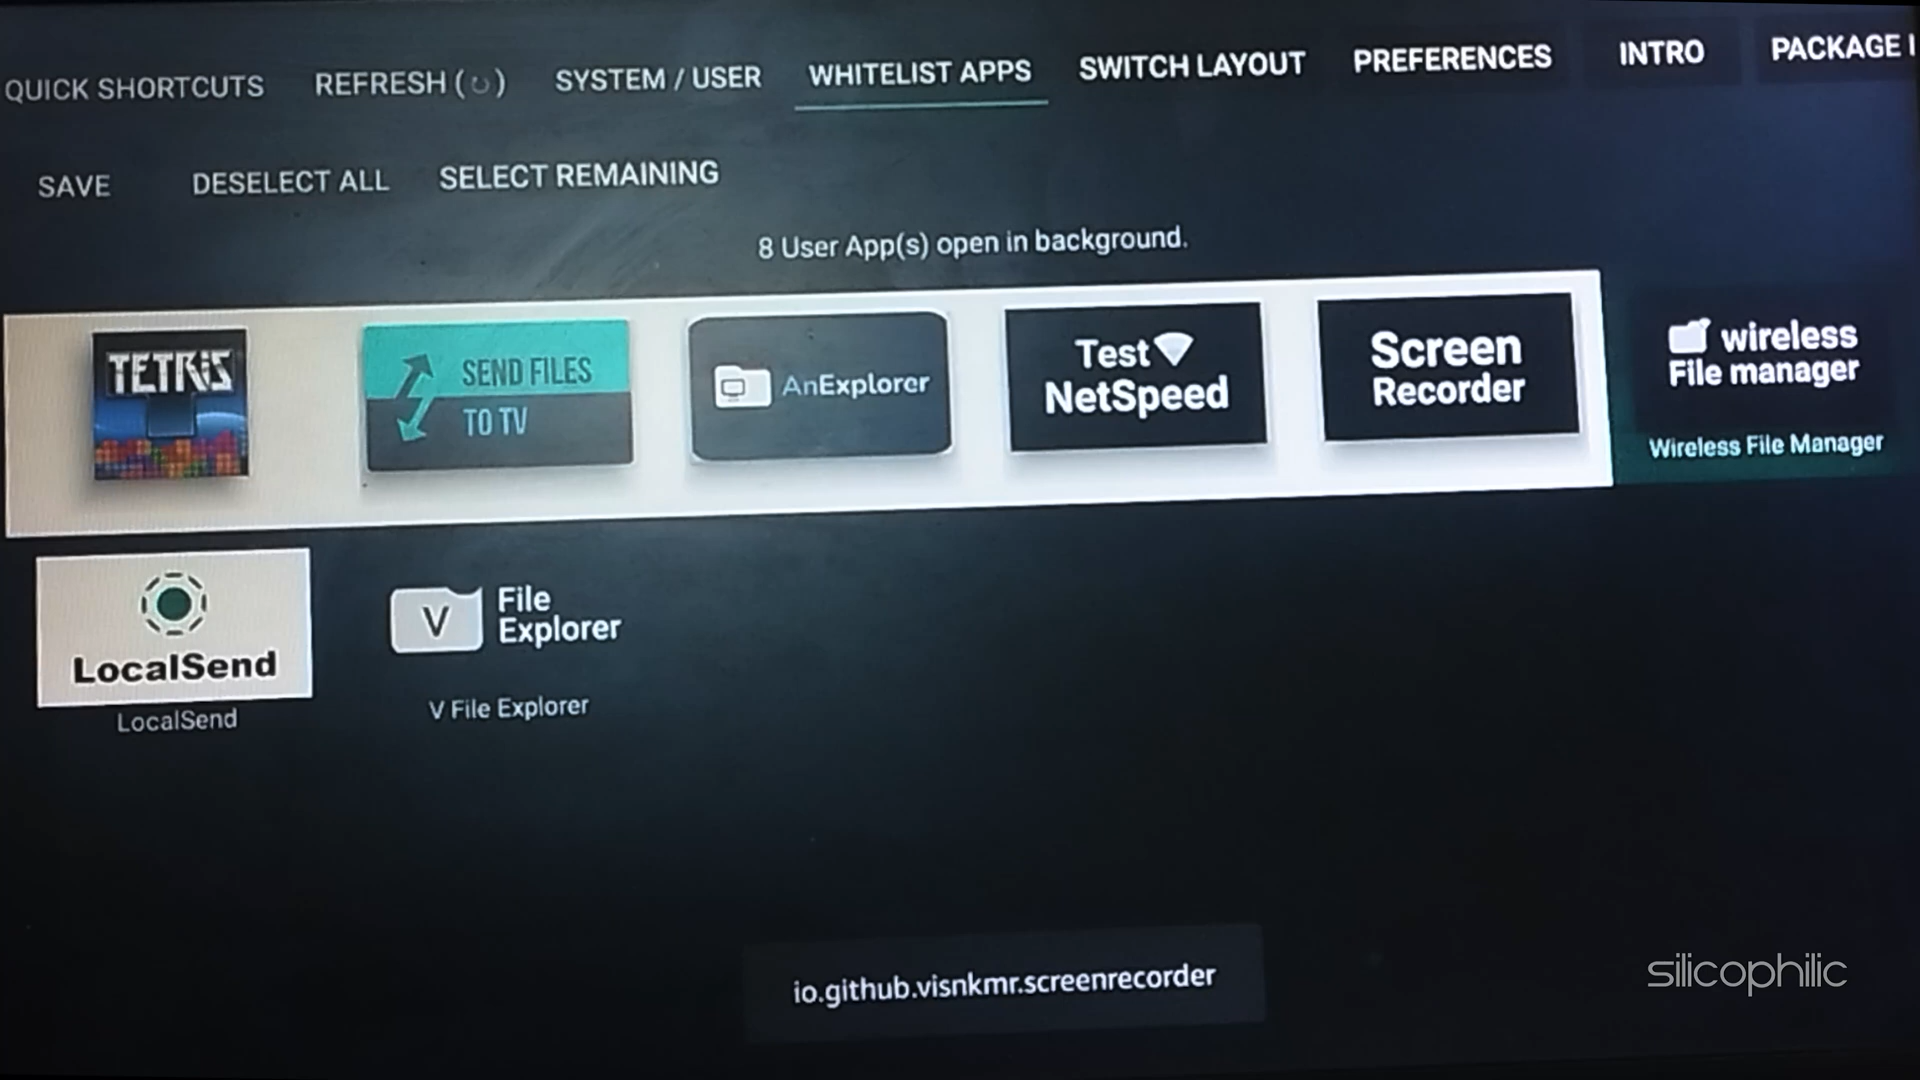 QUICK SHORTCUTS REFRESH (↻) SYSTEM / USER WHITELIST APPS SWITCH LAYOUT PREFERENCES INTRO PACKAGE
SAVE DESELECT ALL SELECT REMAINING
8 User App(s) open in background.
TETRIS
SEND FILES
TO TV
AnExplorer
Test
NetSpeed
Screen
Recorder
wireless
File manager
Wireless File Manager
LocalSend
LocalSend
V
File
Explorer
V File Explorer
io.github.visnkmr.screenrecorder
silicophilic